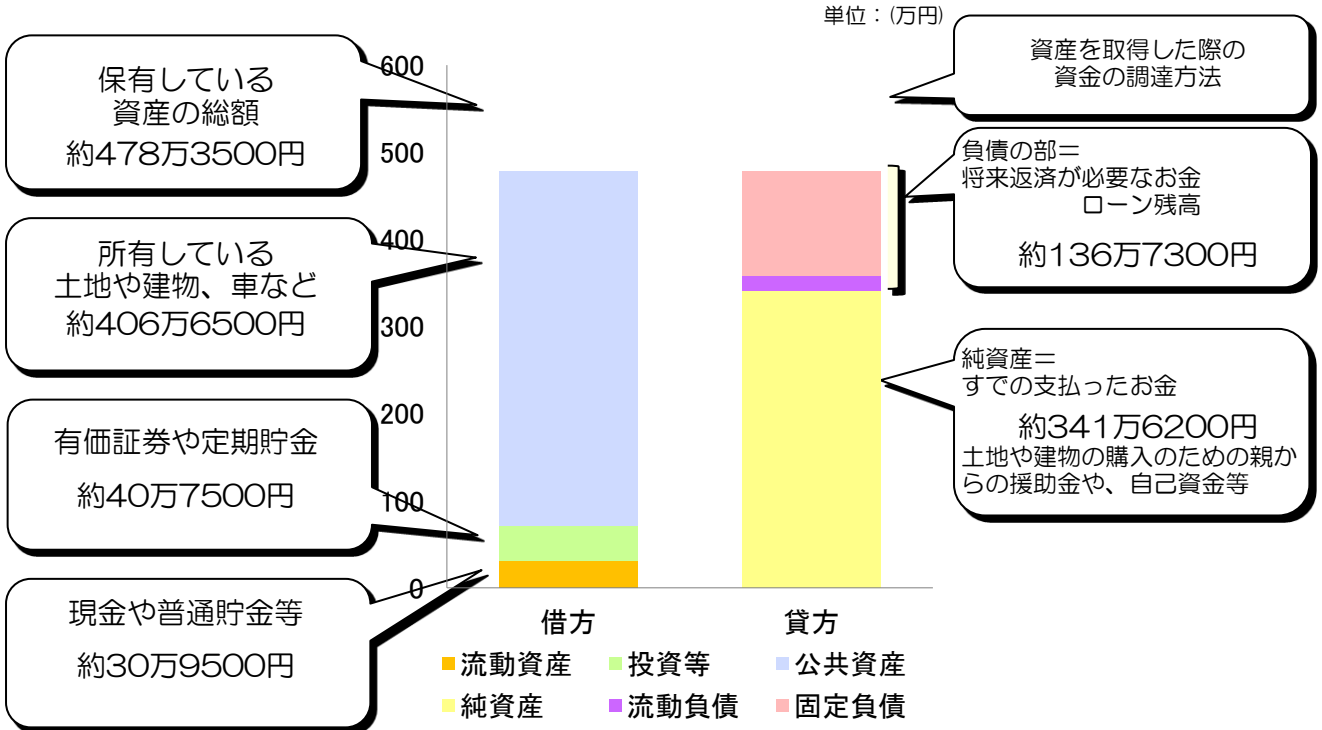 単位：(万円)
保有している
資産の総額
約478万3500円
所有している
土地や建物、車など
約406万6500円
有価証券や定期貯金
約40万7500円
現金や普通貯金等
約30万9500円
600
500
400
300
200
100
0
借方
貸方
流動資産
投資等
公共資産
純資産
流動負債
固定負債
資産を取得した際の
資金の調達方法
負債の部＝
将来返済が必要なお金
ローン残高
約136万7300円
純資産＝
すでの支払ったお金
約341万6200円
土地や建物の購入のための親か
らの援助金や、自己資金等